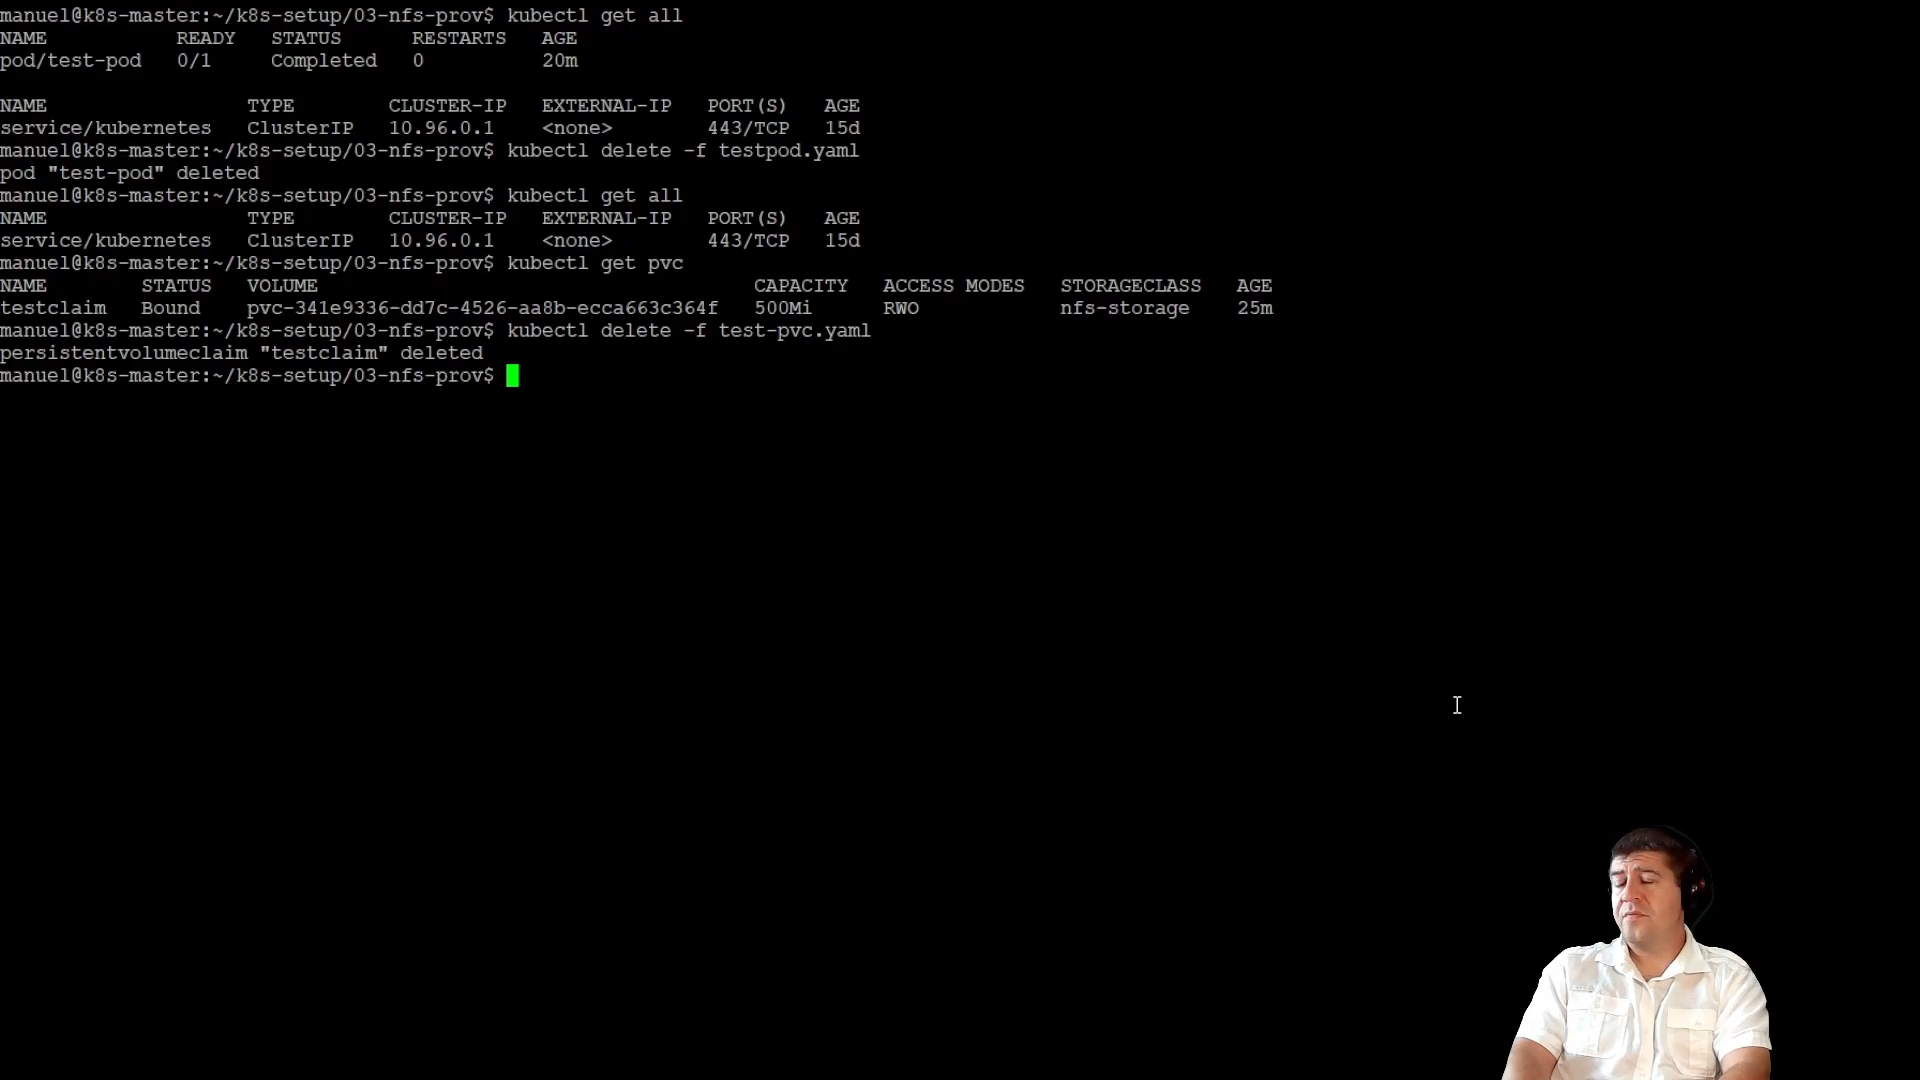 manuel@k8s-master:~/k8s-setup/03-nfs-prov$ kubectl get all
NAME           READY   STATUS      RESTARTS   AGE
pod/test-pod   0/1     Completed   0          20m
NAME                 TYPE        CLUSTER-IP   EXTERNAL-IP   PORT(S)   AGE
service/kubernetes   ClusterIP   10.96.0.1    <none>        443/TCP   15d
manuel@k8s-master:~/k8s-setup/03-nfs-prov$ kubectl delete -f testpod.yaml
pod "test-pod" deleted
manuel@k8s-master:~/k8s-setup/03-nfs-prov$ kubectl get all
NAME                 TYPE        CLUSTER-IP   EXTERNAL-IP   PORT(S)   AGE
service/kubernetes   ClusterIP   10.96.0.1    <none>        443/TCP   15d
manuel@k8s-master:~/k8s-setup/03-nfs-prov$ kubectl get pvc
NAME        STATUS   VOLUME                                     CAPACITY   ACCESS MODES   STORAGECLASS   AGE
testclaim   Bound    pvc-341e9336-dd7c-4526-aa8b-ecca663c364f   500Mi      RWO            nfs-storage    25m
manuel@k8s-master:~/k8s-setup/03-nfs-prov$ kubectl delete -f test-pvc.yaml
persistentvolumeclaim "testclaim" deleted
manuel@k8s-master:~/k8s-setup/03-nfs-prov$